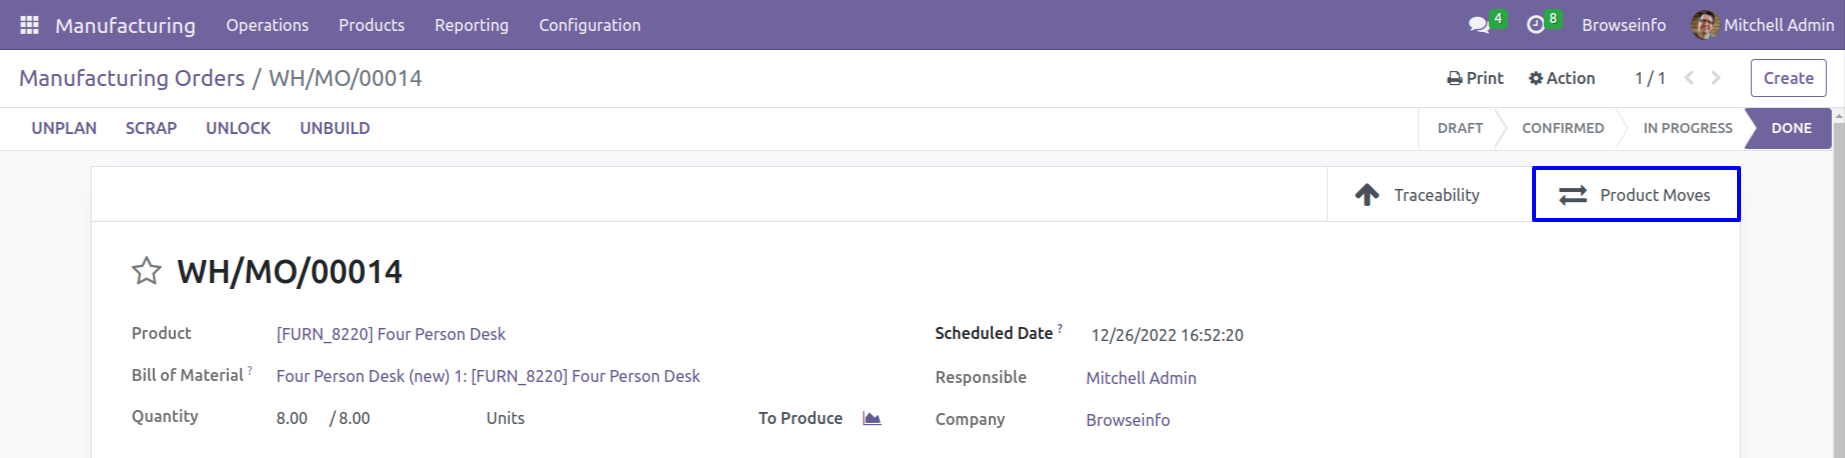 Manufacturing Operations Products Reporting Configuration 4 8 Browseinfo Mitchell Admin
Manufacturing Orders / WH/MO/00014 Print Action 1 / 1 Create
UNPLAN SCRAP UNLOCK UNBUILD DRAFT CONFIRMED IN PROGRESS DONE
Traceability Product Moves
WH/MO/00014
Product [FURN_8220] Four Person Desk Scheduled Date ? 12/26/2022 16:52:20
Bill of Material ? Four Person Desk (new) 1: [FURN_8220] Four Person Desk Responsible Mitchell Admin
Quantity 8.00 / 8.00 Units To Produce Company Browseinfo